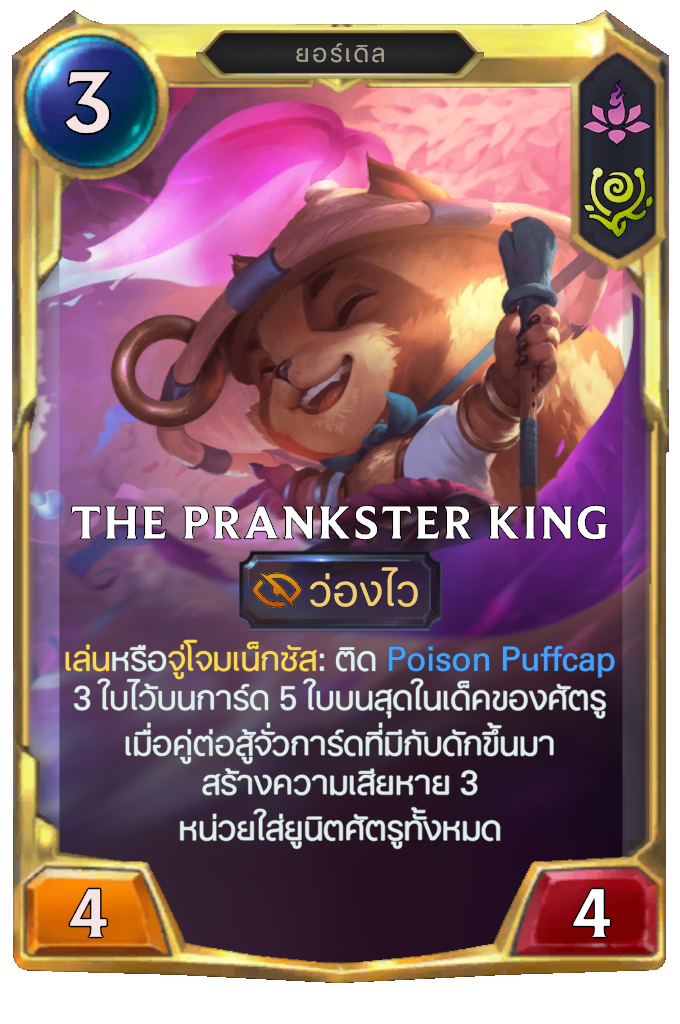 ยอร์เดิล
3
THE PRANKSTER KING
ว่องไว
เล่นหรือจู่โจมเน็กซัส: ติด Poison Puffcap
3 ใบไว้บนการ์ด 5 ใบบนสุดในเด็คของศัตรู
เมื่อคู่ต่อสู้จั่วการ์ดที่มีกับดักขึ้นมา
สร้างความเสียหาย 3
หน่วยใส่ยูนิตศัตรูทั้งหมด
4
4